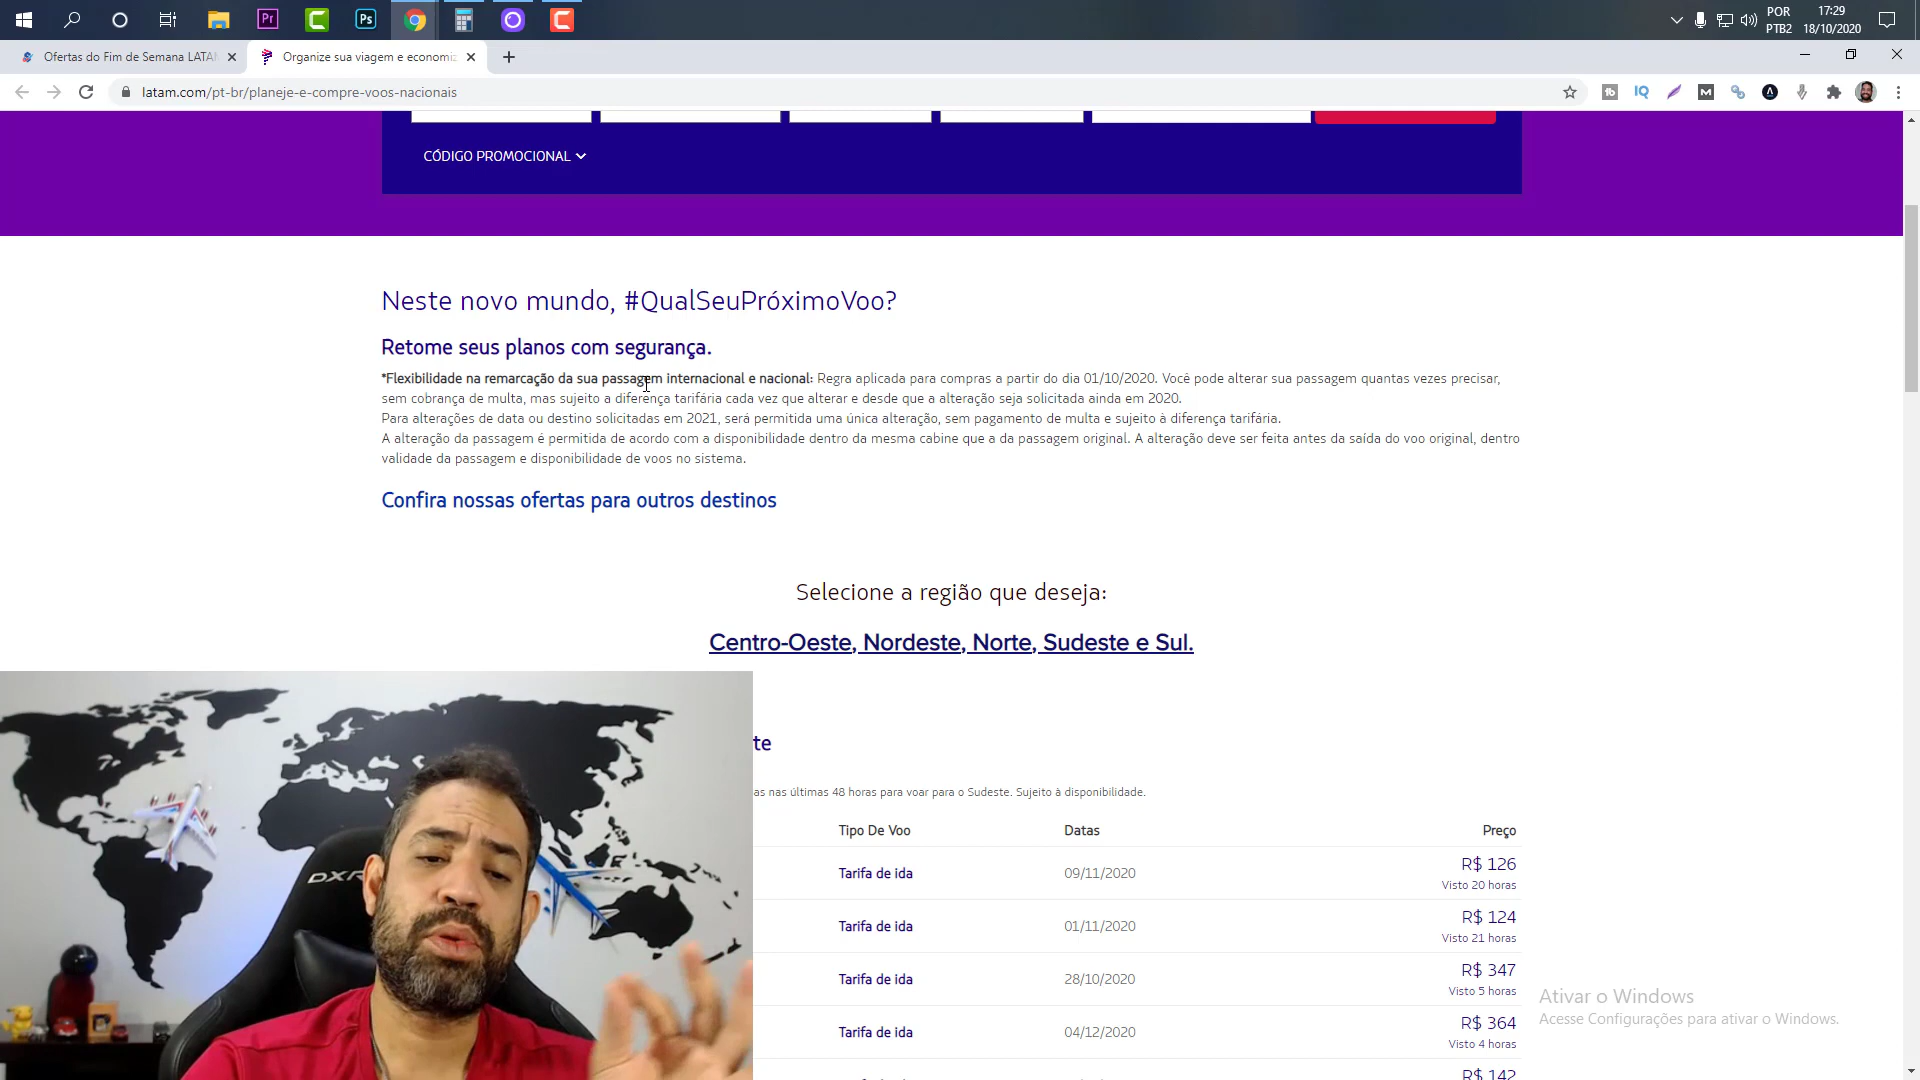 POR
PTB2
17:29
18/10/2020
Ofertas do Fim de Semana LATAM
Organize sua viagem e economiz
latam.com/pt-br/planeje-e-compre-voos-nacionais
CÓDIGO PROMOCIONAL
Neste novo mundo, #QualSeuPróximoVoo?
Retome seus planos com segurança.
*Flexibilidade na remarcação da sua passagem internacional e nacional: Regra aplicada para compras a partir do dia 01/10/2020. Você pode alterar sua passagem quantas vezes precisar,
sem cobrança de multa, mas sujeito a diferença tarifária cada vez que alterar e desde que a alteração seja solicitada ainda em 2020.
Para alterações de data ou destino solicitadas em 2021, será permitida uma única alteração, sem pagamento de multa e sujeito à diferença tarifária.
A alteração da passagem é permitida de acordo com a disponibilidade dentro da mesma cabine que a da passagem original. A alteração deve ser feita antes da saída do voo original, dentro
validade da passagem e disponibilidade de voos no sistema.
Confira nossas ofertas para outros destinos
Selecione a região que deseja:
Centro-Oeste, Nordeste, Norte, Sudeste e Sul.
te
as nas últimas 48 horas para voar para o Sudeste. Sujeito à disponibilidade.
Tipo De Voo Datas Preço
Tarifa de ida 09/11/2020 R$ 126
Visto 20 horas
Tarifa de ida 01/11/2020 R$ 124
Visto 21 horas
Tarifa de ida 28/10/2020 R$ 347
Visto 5 horas
Tarifa de ida 04/12/2020 R$ 364
Visto 4 horas
R$ 142
Ativar o Windows
Acesse Configurações para ativar o Windows.
DXR